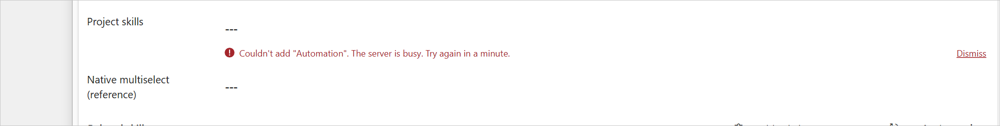 Project skills
---
Couldn't add "Automation". The server is busy. Try again in a minute.
Dismiss
Native multiselect
(reference)
---